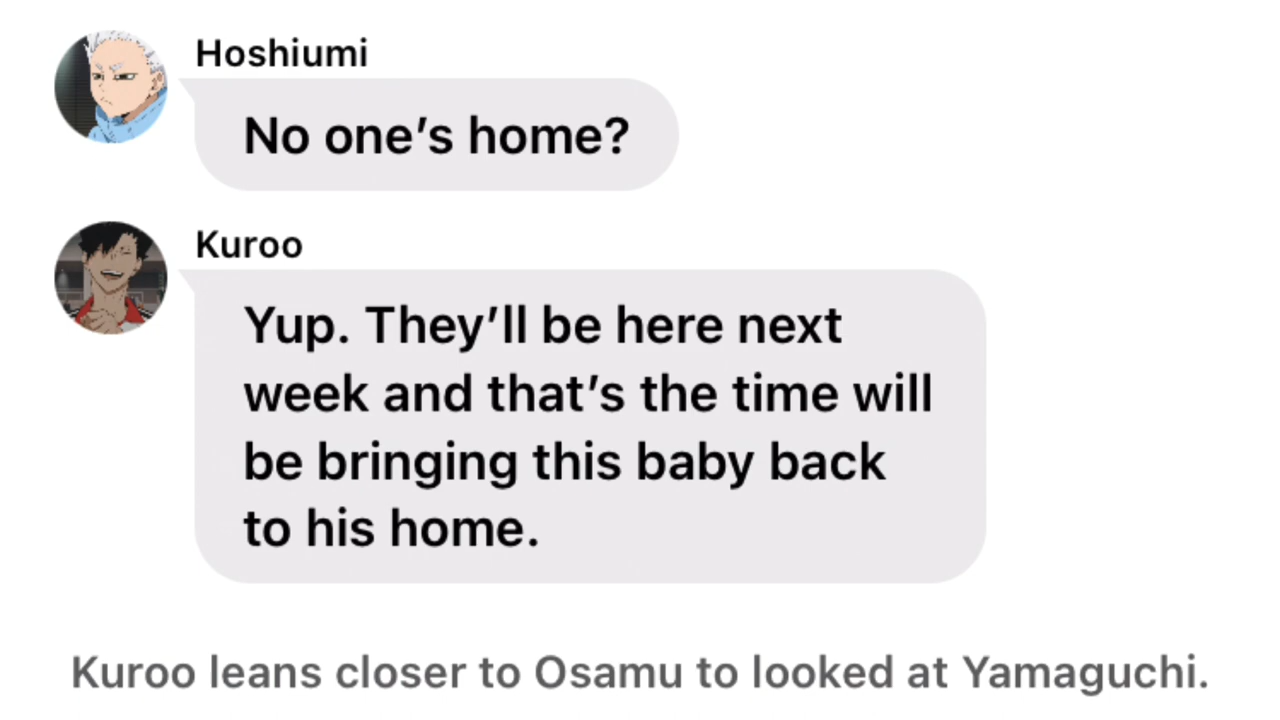 Hoshiumi
No one’s home?
Kuroo
Yup. They’ll be here next
week and that’s the time will
be bringing this baby back
to his home.
Kuroo leans closer to Osamu to looked at Yamaguchi.